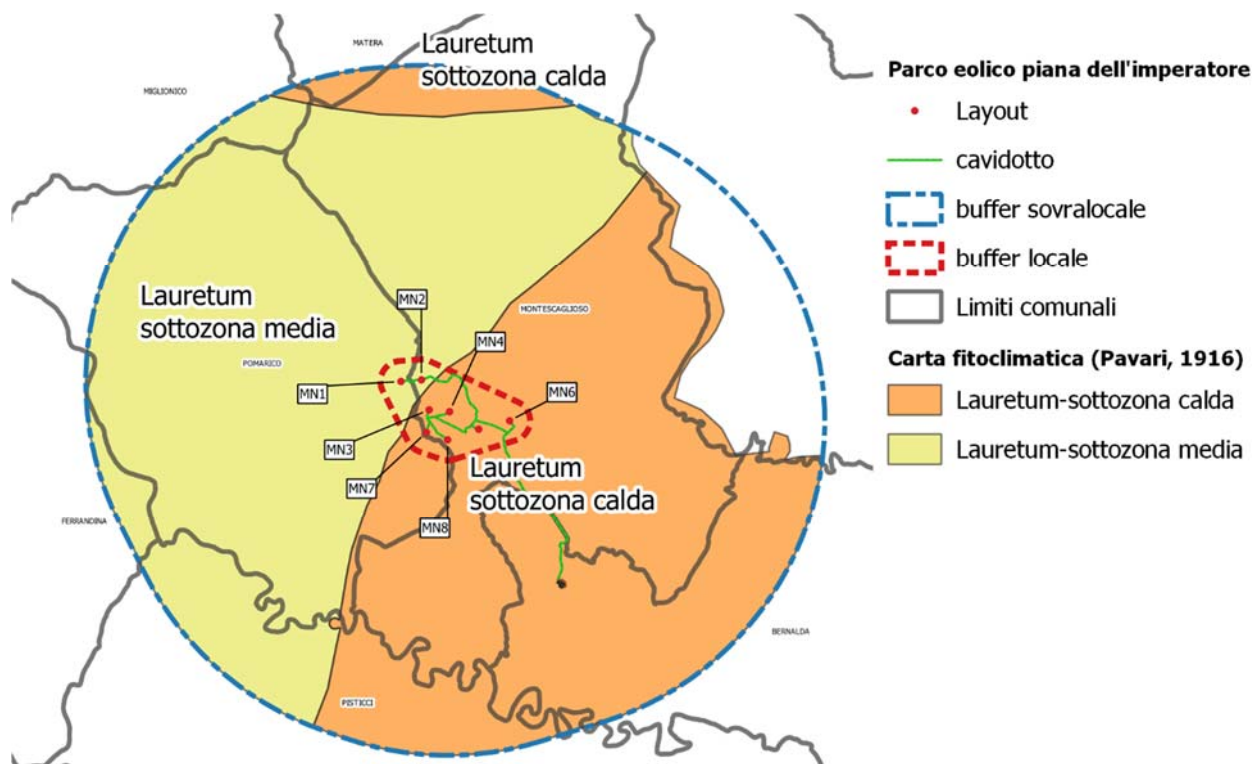 MATERA
Lauretum
sottozona calda
MIGLIONICO
Lauretum
sottozona media
POMARICO
MN2
MONTESCAGLIOSO
MN4
MN1
MN6
MN3
Lauretum
sottozona calda
MN7
MN8
FERRANDINA
BERNALDA
PISTICCI
Parco eolico piana dell'imperatore
Layout
cavidotto
buffer sovralocale
buffer locale
Limiti comunali
Carta fitoclimatica (Pavari, 1916)
Lauretum-sottozona calda
Lauretum-sottozona media